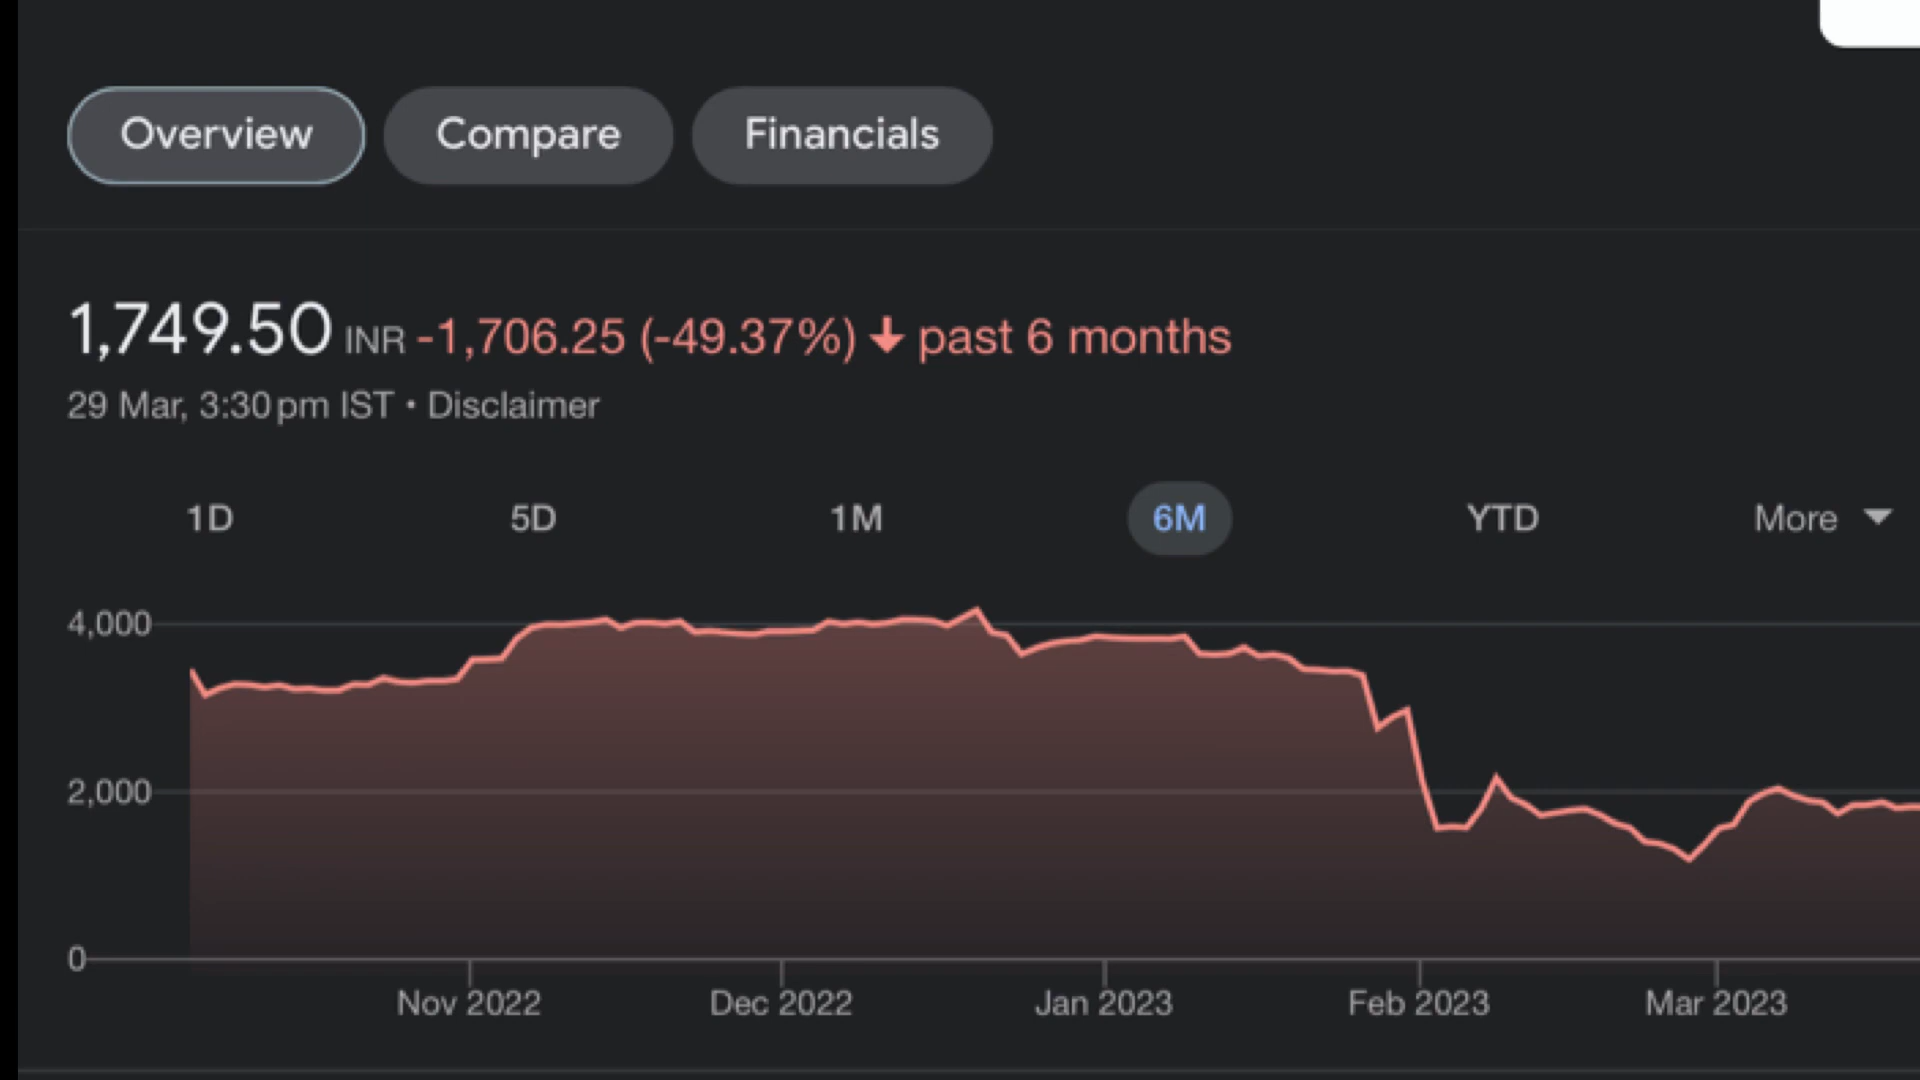 Overview Compare Financials
1,749.50 INR -1,706.25 (-49.37%) ↓ past 6 months
29 Mar, 3:30 pm IST • Disclaimer
1D 5D 1M 6M YTD More
4,000
2,000
0
Nov 2022 Dec 2022 Jan 2023 Feb 2023 Mar 2023